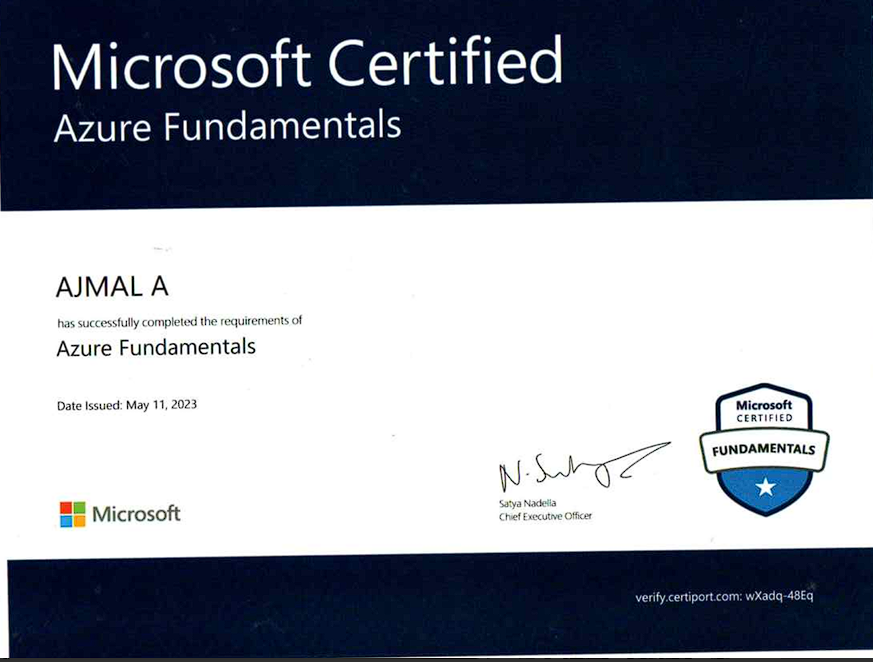 Microsoft Certified
Azure Fundamentals
AJMAL A
has successfully completed the requirements of
Azure Fundamentals
Date Issued: May 11, 2023
Microsoft
CERTIFIED
FUNDAMENTALS
N. Satya
Satya Nadella
Chief Executive Officer
Microsoft
verify.certiport.com: wXadq-48Eq